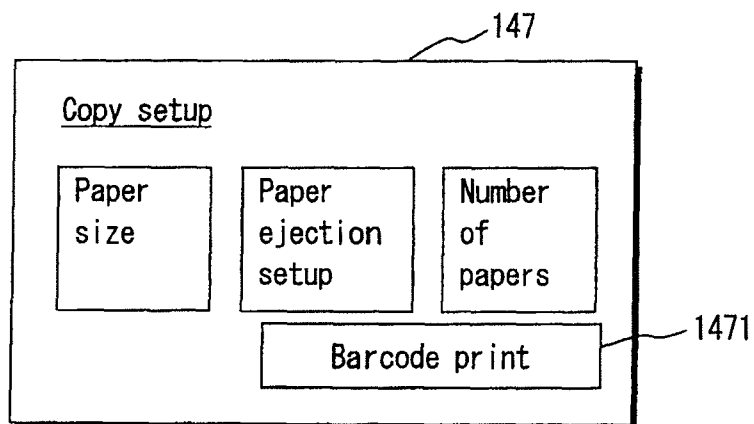 147
Copy setup
Paper
size
Paper
ejection
setup
Number
of
papers
Barcode print
1471